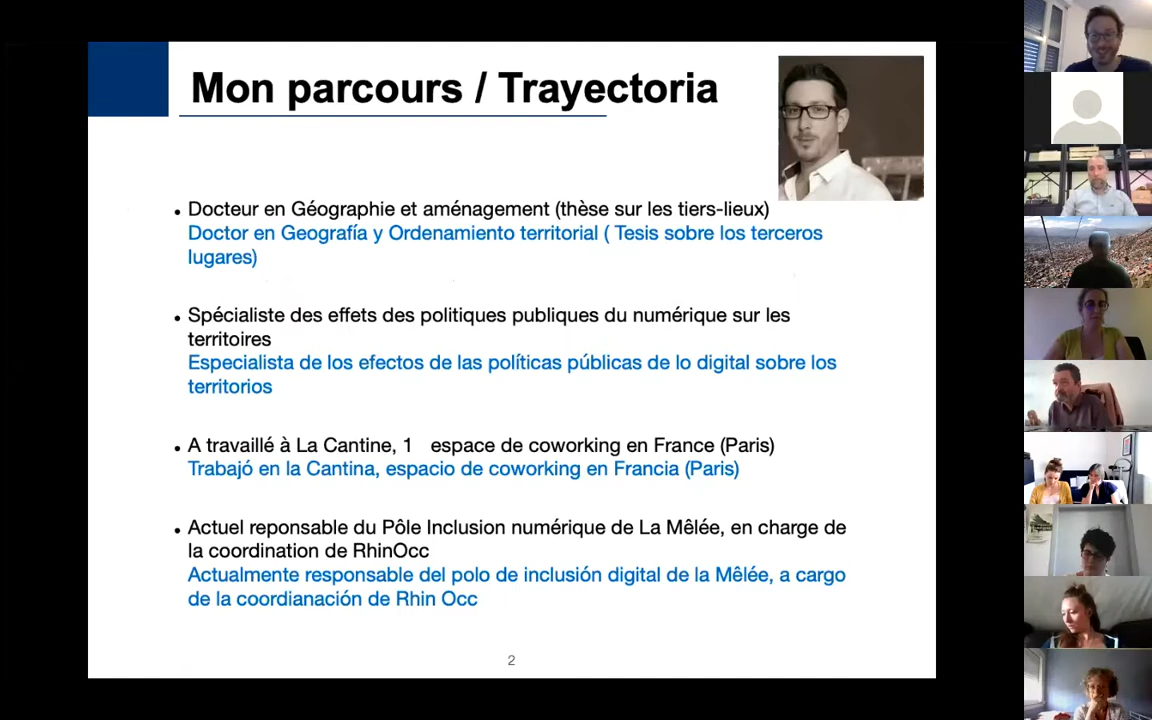 Mon parcours / Trayectoria
• Docteur en Géographie et aménagement (thèse sur les tiers-lieux)
Doctor en Geografía y Ordenamiento territorial ( Tesis sobre los terceros
lugares)
• Spécialiste des effets des politiques publiques du numérique sur les
territoires
Especialista de los efectos de las políticas públicas de lo digital sobre los
territorios
• A travaillé à La Cantine, 1 espace de coworking en France (Paris)
Trabajó en la Cantina, espacio de coworking en Francia (Paris)
• Actuel reponsable du Pôle Inclusion numérique de La Mêlée, en charge de
la coordination de RhinOcc
Actualmente responsable del polo de inclusión digital de la Mêlée, a cargo
de la coordianación de Rhin Occ
2